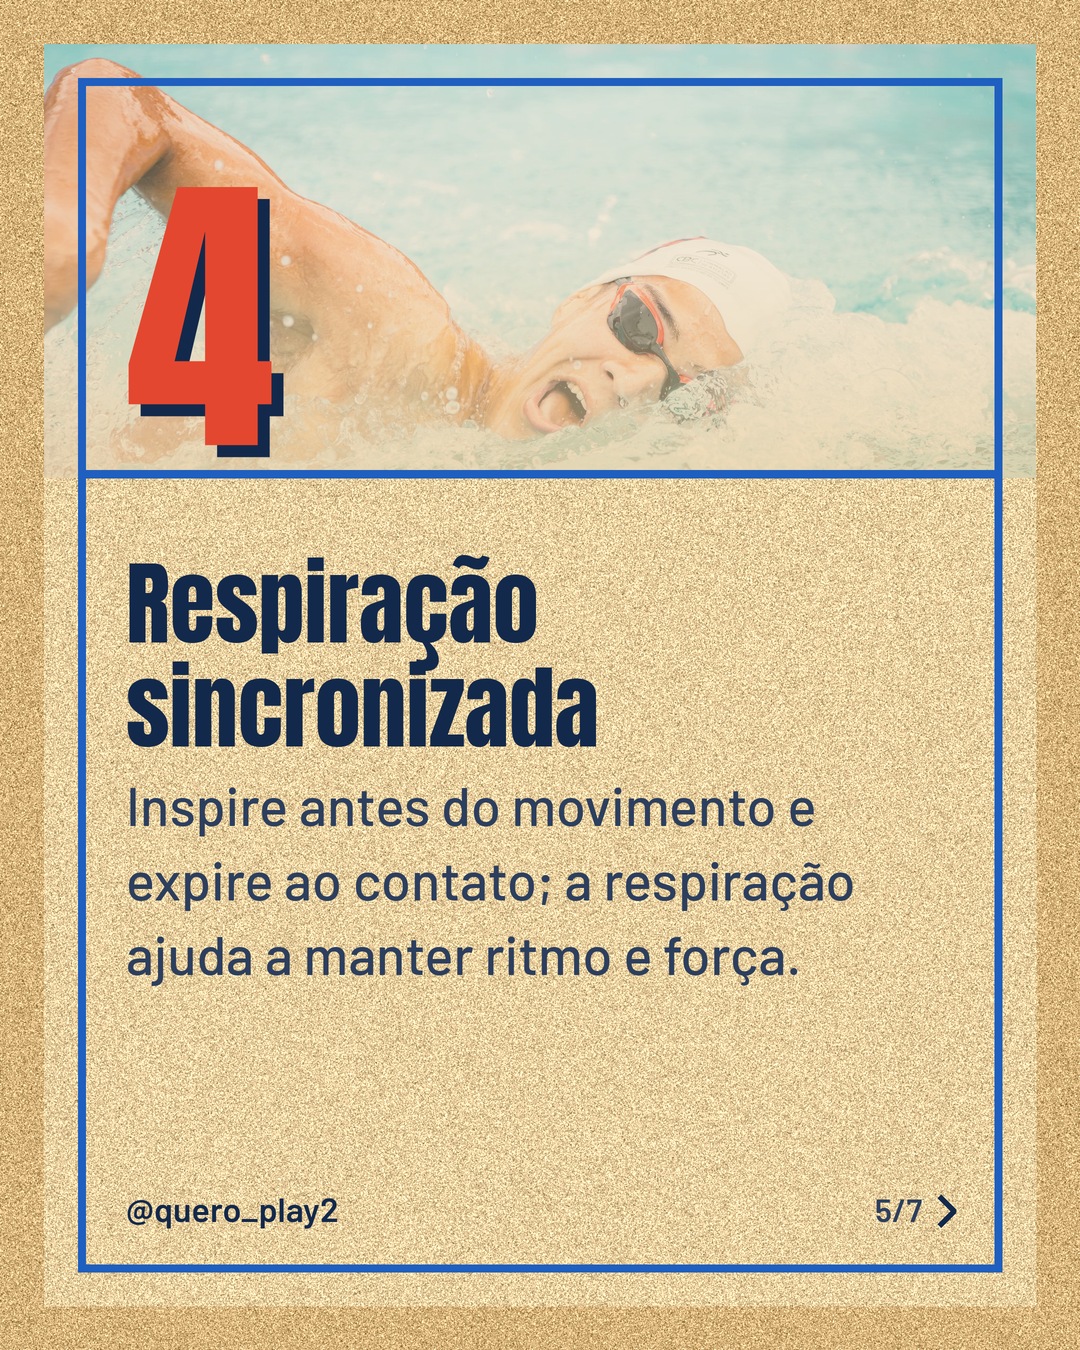 4
Respiração
sincronizada
Inspire antes do movimento e
expire ao contato; a respiração
ajuda a manter ritmo e força.
@quero_play2
5/7